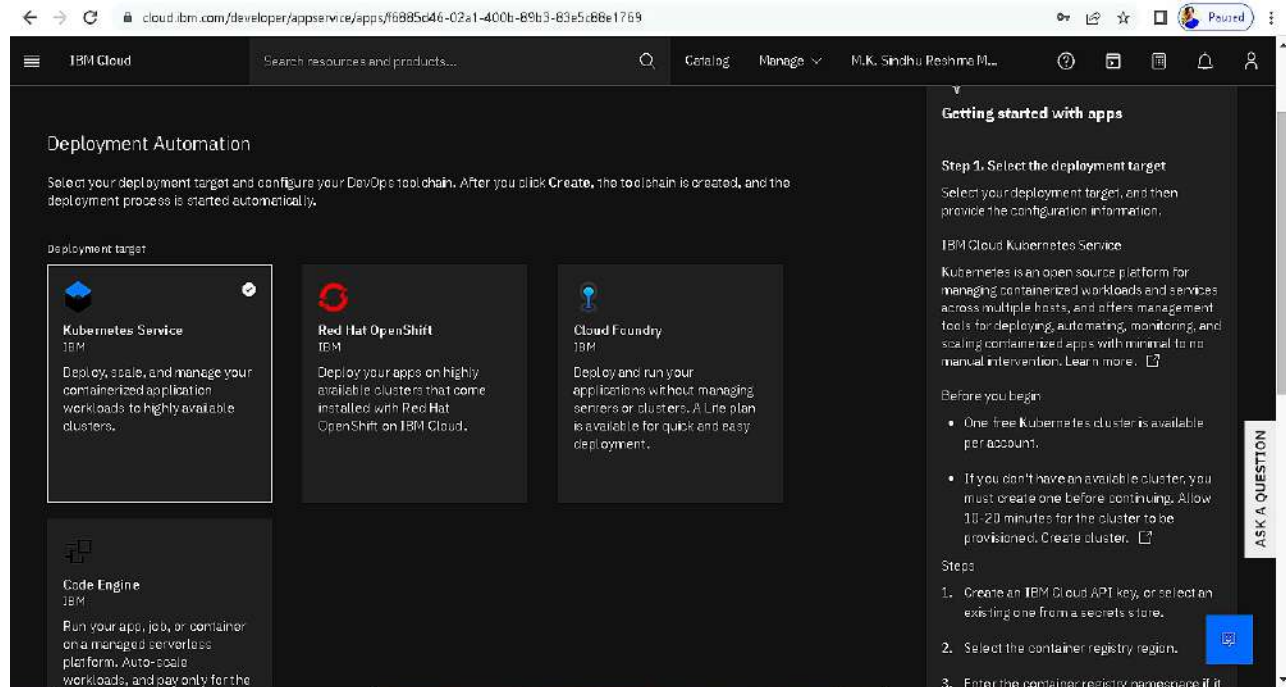 cloud.ibm.com/developer/appservice/apps/f6885d46-02a1-400b-89b3-83e5c88e1769
Paused
IBM Cloud
Search resources and products...
Catalog
Manage
M.K. Sindhu Reshma M...
Deployment Automation
Select your deployment target and configure your DevOps toolchain. After you click Create, the toolchain is created, and the
deployment process is started automatically.
Deployment target
Kubernetes Service
IBM
Deploy, scale, and manage your
containerized application
workloads to highly available
clusters.
Red Hat OpenShift
IBM
Deploy your apps on highly
available clusters that come
installed with Red Hat
OpenShift on IBM Cloud.
Cloud Foundry
IBM
Deploy and run your
applications without managing
servers or clusters. A Lite plan
is available for quick and easy
deployment.
Code Engine
IBM
Run your app, job, or container
on a managed serverless
platform. Auto-scale
workloads, and pay only for the
Getting started with apps
Step 1. Select the deployment target
Select your deployment target, and then
provide the configuration information.
IBM Cloud Kubernetes Service
Kubernetes is an open source platform for
managing containerized workloads and services
across multiple hosts, and offers management
tools for deploying, automating, monitoring, and
scaling containerized apps with minimal to no
manual intervention. Learn more.
Before you begin
• One free Kubernetes cluster is available
per account.
• If you don't have an available cluster, you
must create one before continuing. Allow
10-20 minutes for the cluster to be
provisioned. Create cluster.
Steps
1. Create an IBM Cloud API key, or select an
existing one from a secrets store.
2. Select the container registry region.
3. Enter the container registry namespace if it
ASK A QUESTION